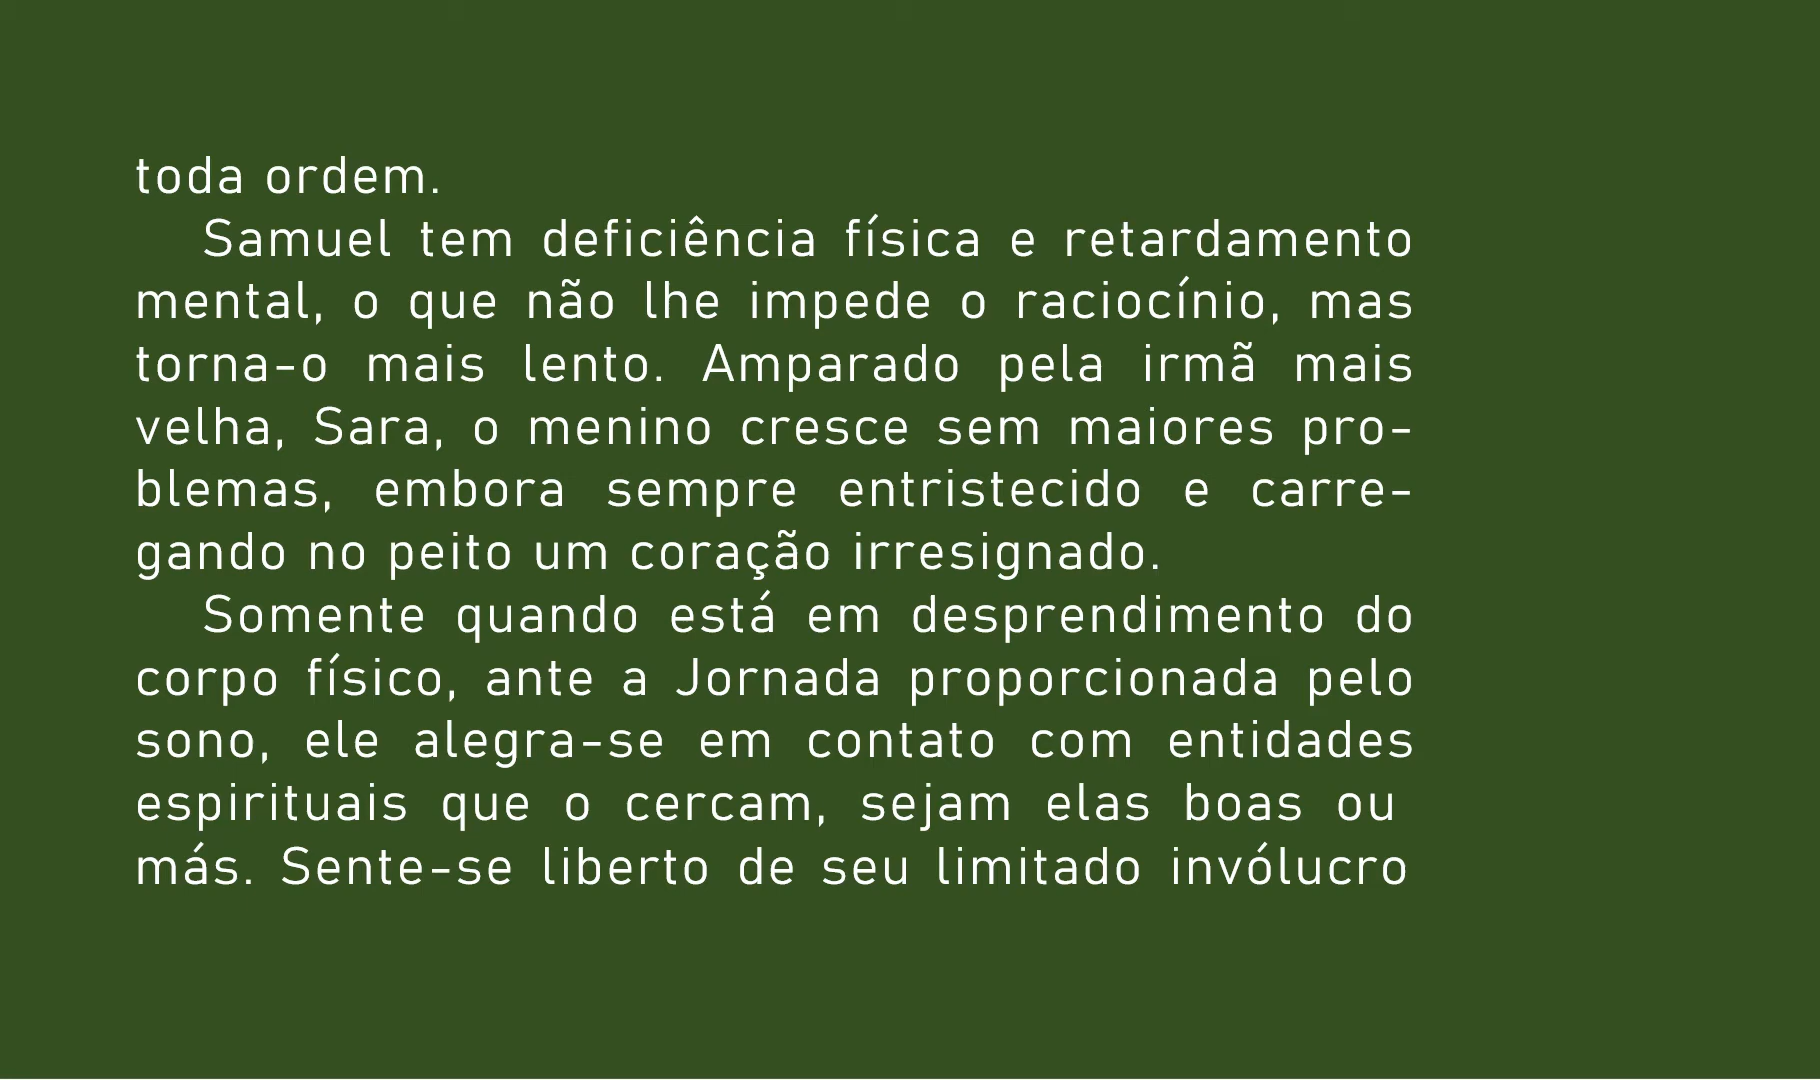 toda ordem.
Samuel tem deficiência física e retardamento
mental, o que não lhe impede o raciocínio, mas
torna-o mais lento. Amparado pela irmã mais
velha, Sara, o menino cresce sem maiores pro-
blemas, embora sempre entristecido e carre-
gando no peito um coração irresignado.
Somente quando está em desprendimento do
corpo físico, ante a Jornada proporcionada pelo
sono, ele alegra-se em contato com entidades
espirituais que o cercam, sejam elas boas ou
más. Sente-se liberto de seu limitado invólucro